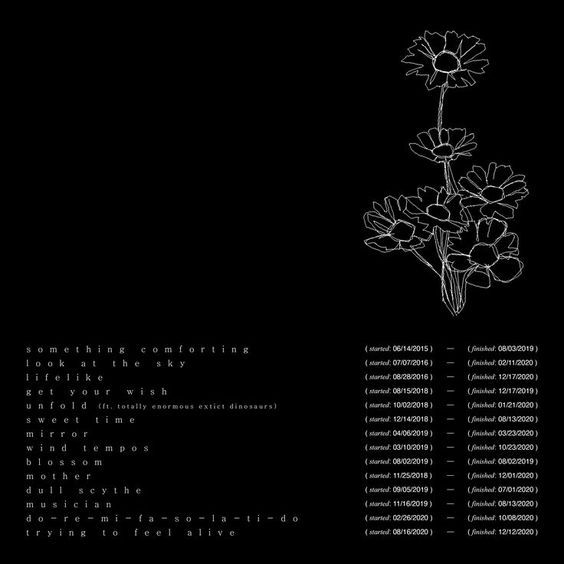 something comforting ( started: 06/14/2015 ) — ( finished: 08/03/2019 )
look at the sky ( started: 07/07/2016 ) — ( finished: 02/11/2020 )
lifelike ( started: 08/28/2016 ) — ( finished: 12/17/2020 )
get your wish ( started: 08/15/2018 ) — ( finished: 12/17/2019 )
unfold (ft. totally enormous extict dinosaurs) ( started: 10/02/2018 ) — ( finished: 01/21/2020 )
sweet time ( started: 12/14/2018 ) — ( finished: 08/13/2020 )
mirror ( started: 04/06/2019 ) — ( finished: 03/23/2020 )
wind tempos ( started: 03/10/2019 ) — ( finished: 10/23/2020 )
blossom ( started: 08/02/2019 ) — ( finished: 08/02/2019 )
mother ( started: 11/25/2018 ) — ( finished: 12/01/2020 )
dull scythe ( started: 09/05/2019 ) — ( finished: 07/01/2020 )
musician ( started: 11/16/2019 ) — ( finished: 08/13/2020 )
do-re-mi-fa-so-la-ti-do ( started: 02/26/2020 ) — ( finished: 10/08/2020 )
trying to feel alive ( started: 08/16/2020 ) — ( finished: 12/12/2020 )